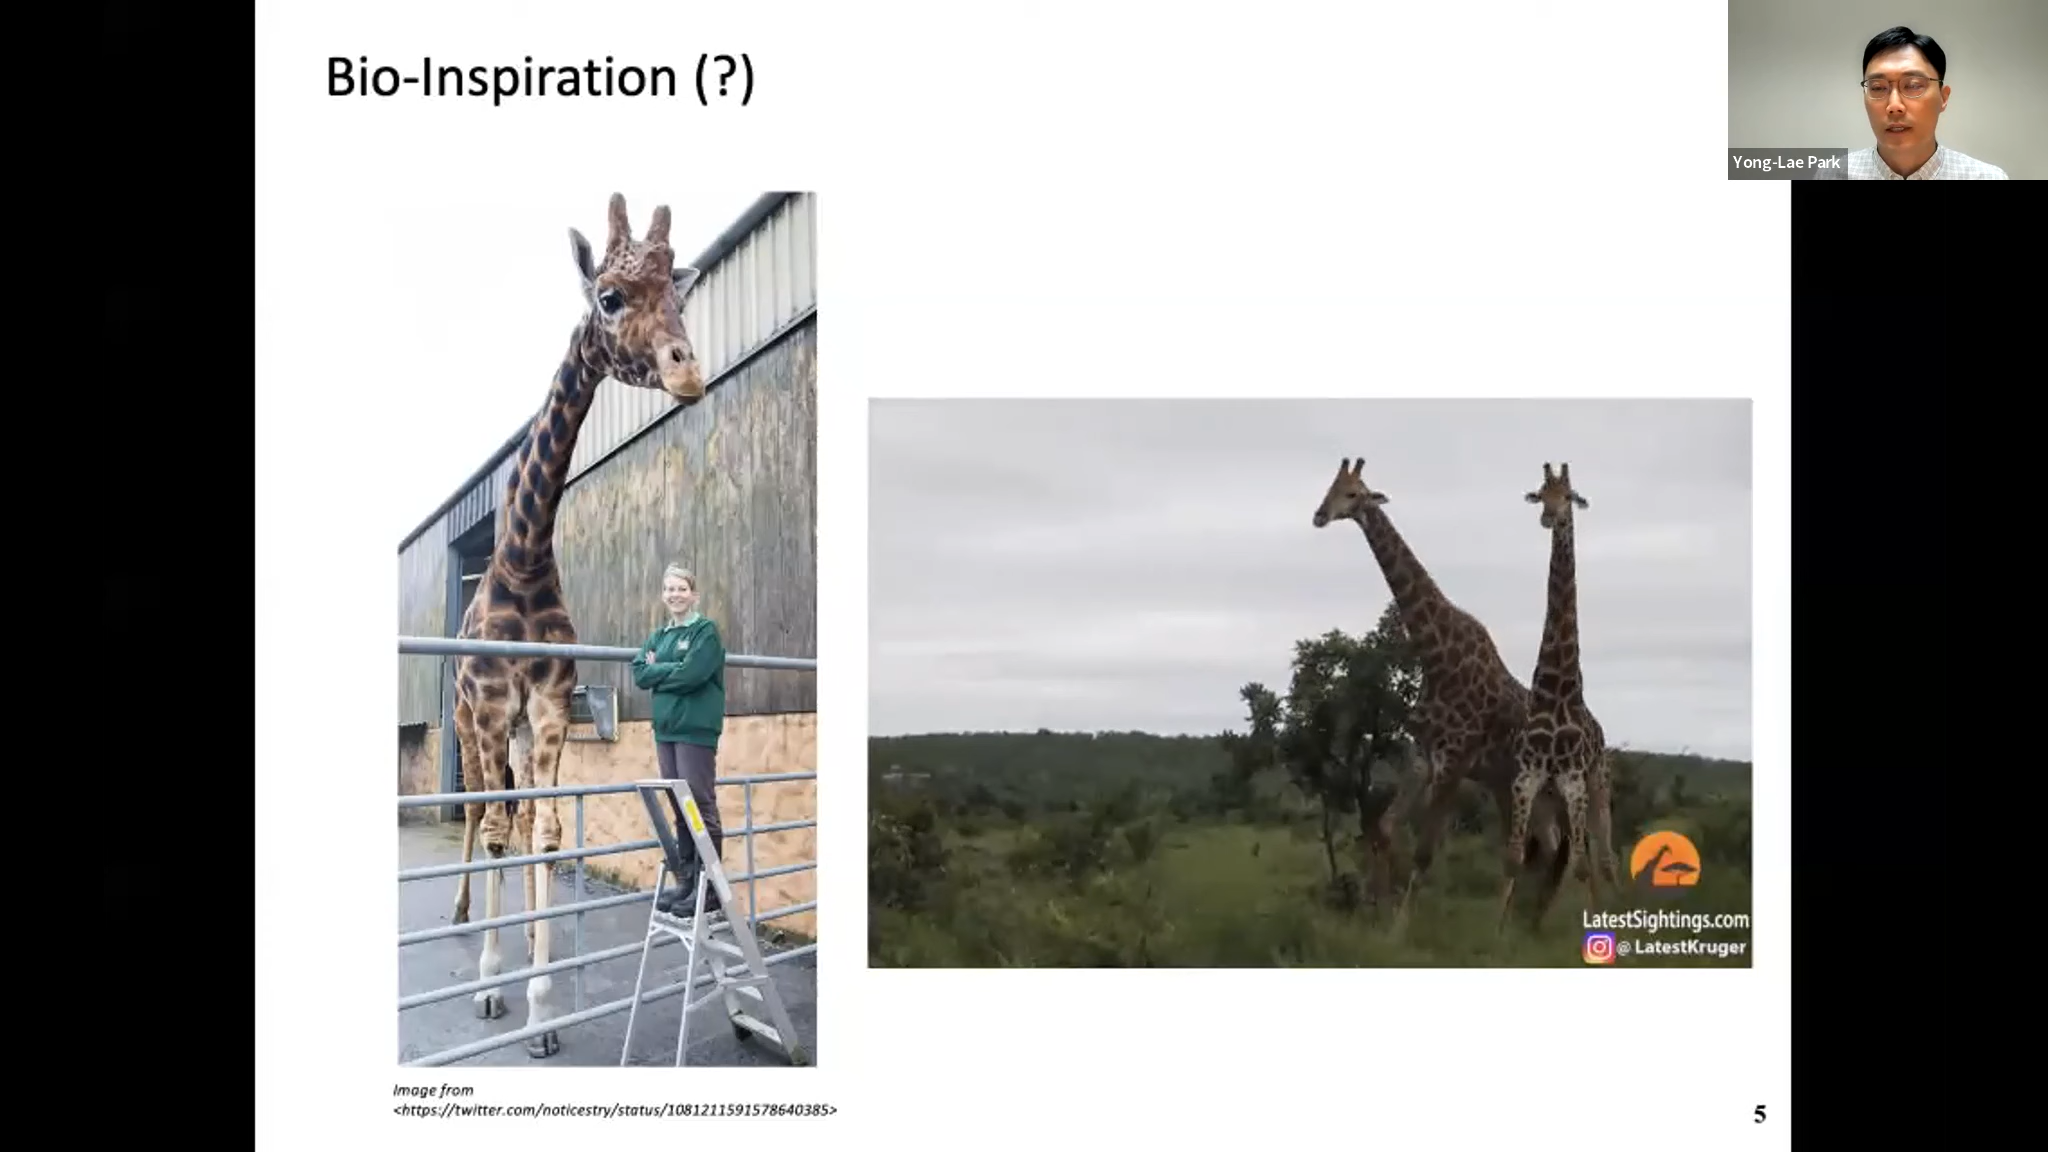 Bio-Inspiration (?)
Yong-Lae Park
LatestSightings.com
@ LatestKruger
Image from
<https://twitter.com/noticestry/status/1081211591578640385>
5